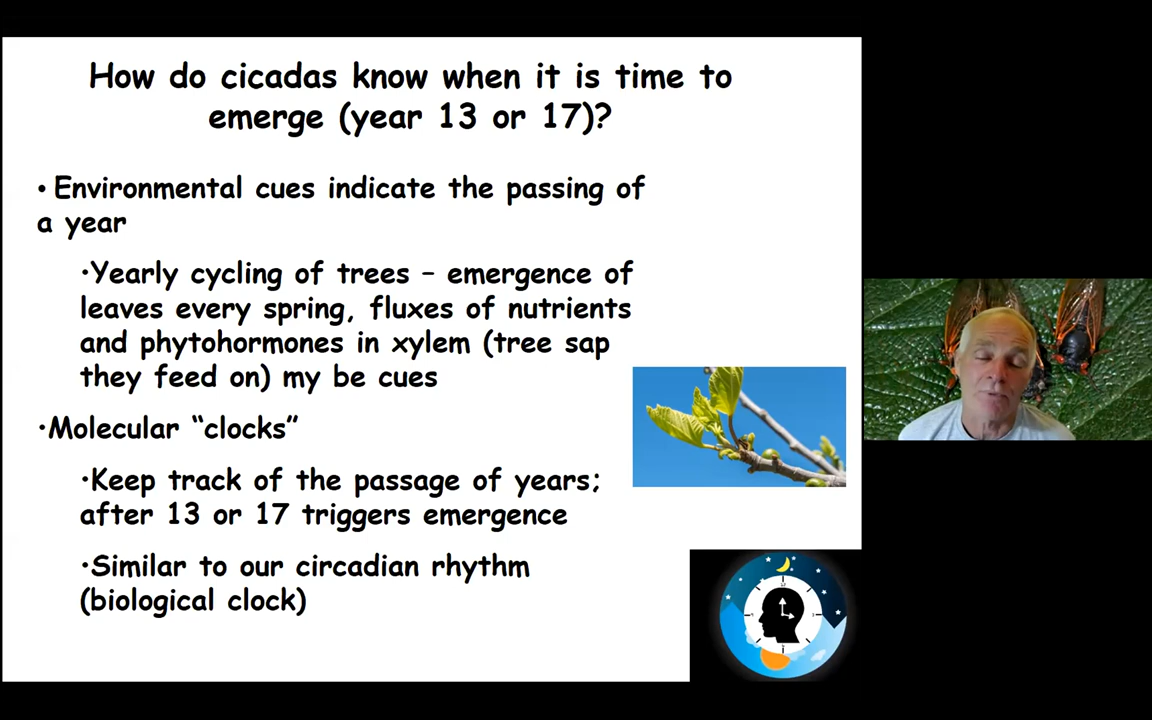 How do cicadas know when it is time to
emerge (year 13 or 17)?
• Environmental cues indicate the passing of
a year
•Yearly cycling of trees – emergence of
leaves every spring, fluxes of nutrients
and phytohormones in xylem (tree sap
they feed on) my be cues
•Molecular “clocks”
•Keep track of the passage of years;
after 13 or 17 triggers emergence
•Similar to our circadian rhythm
(biological clock)